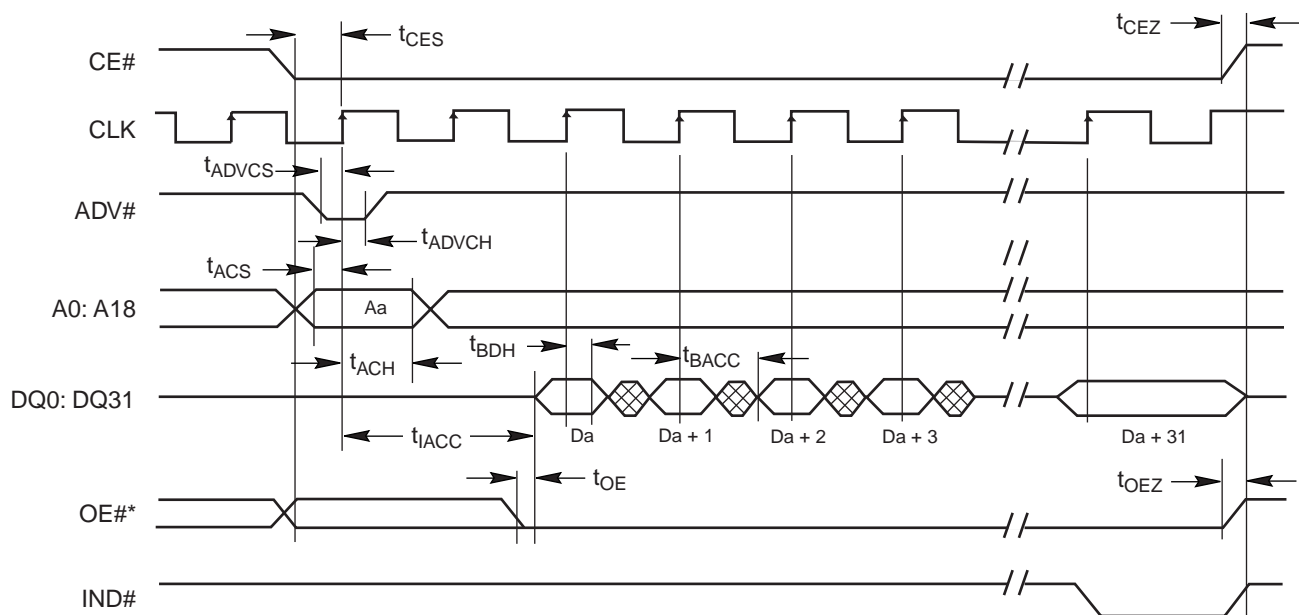 tCES
tCEZ
CE#
CLK
tADVCS
ADV#
tADVCH
tACS
A0: A18
Aa
tBDH
tBACC
tACH
DQ0: DQ31
Da
Da + 1
Da + 2
Da + 3
Da + 31
tIACC
tOE
tOEZ
OE#*
IND#